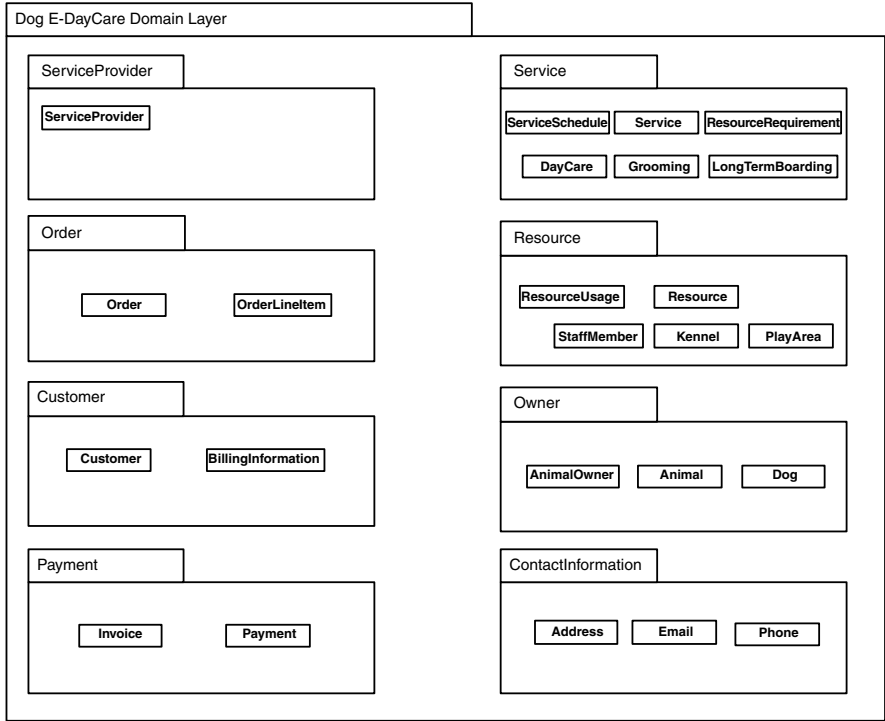 Dog E-DayCare Domain Layer
ServiceProvider
ServiceProvider
Service
ServiceSchedule Service ResourceRequirement
DayCare Grooming LongTermBoarding
Order
Order OrderLineItem
Resource
ResourceUsage Resource
StaffMember Kennel PlayArea
Customer
Customer BillingInformation
Owner
AnimalOwner Animal Dog
Payment
Invoice Payment
ContactInformation
Address Email Phone